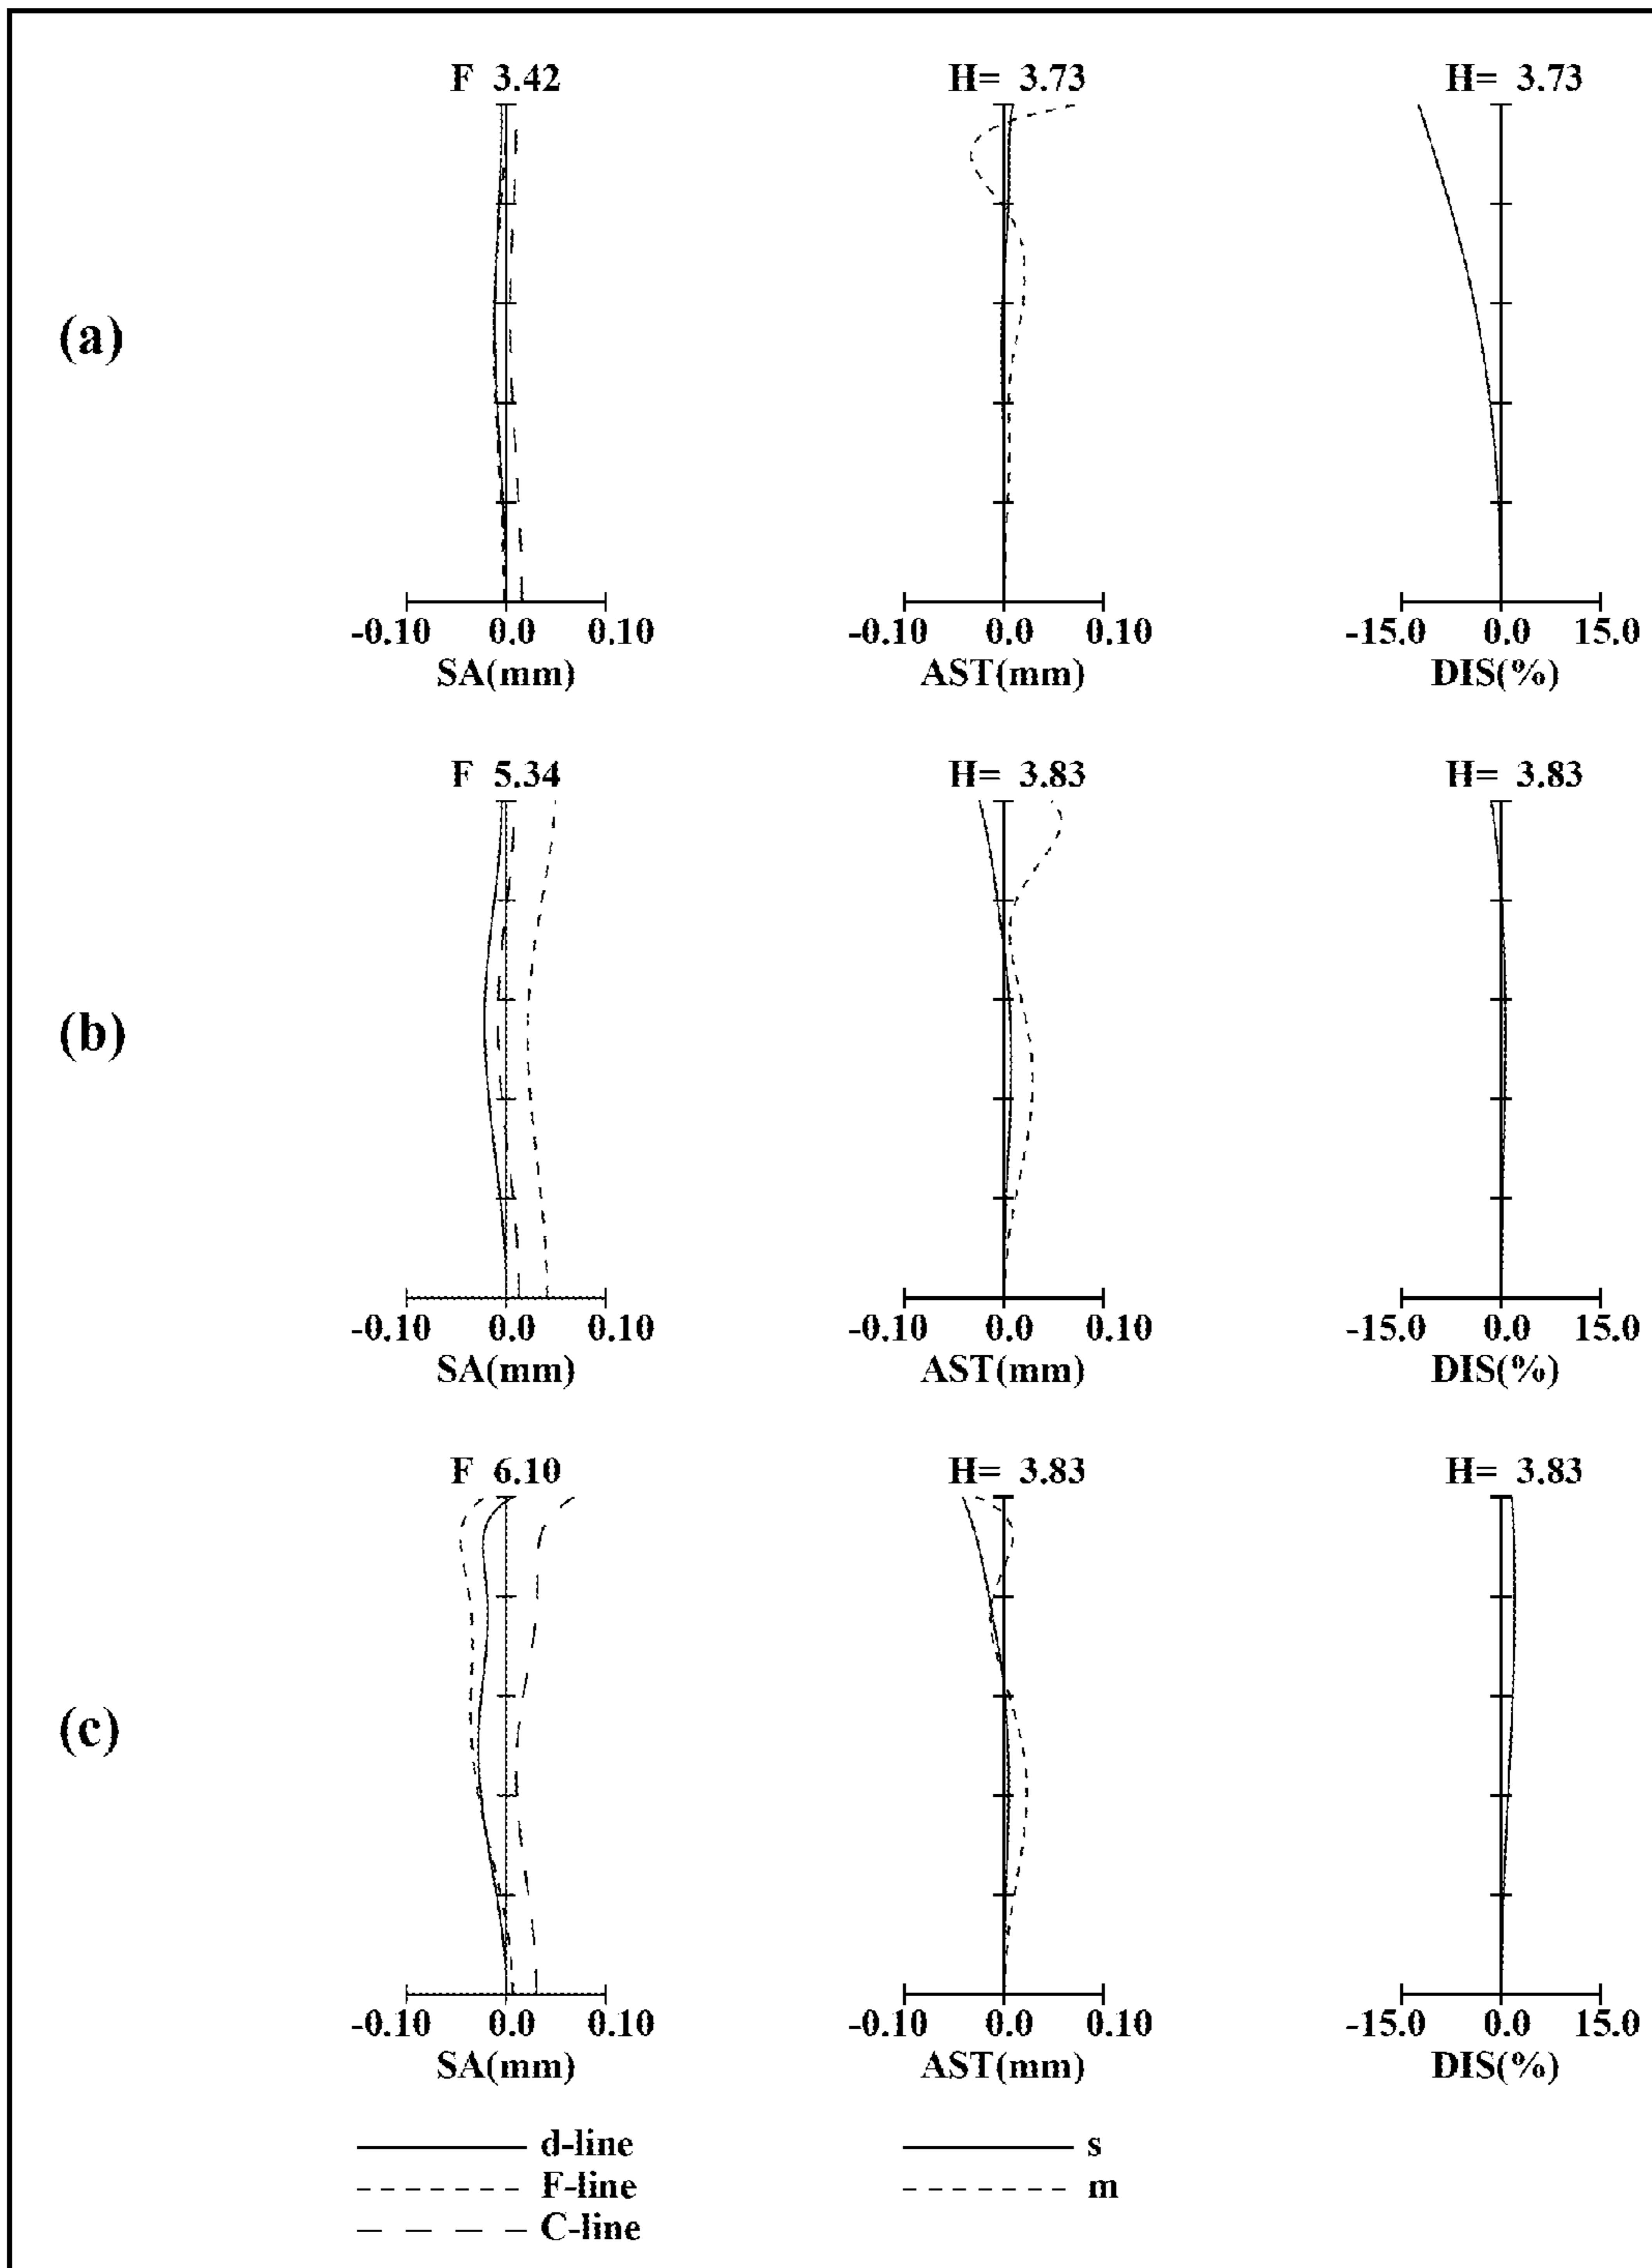 F 3.42 H= 3.73 H= 3.73
(a)
-0.10 0.0 0.10 -0.10 0.0 0.10 -15.0 0.0 15.0
SA(mm) AST(mm) DIS(%)
F 5.34 H= 3.83 H= 3.83
(b)
-0.10 0.0 0.10 -0.10 0.0 0.10 -15.0 0.0 15.0
SA(mm) AST(mm) DIS(%)
F 6.10 H= 3.83 H= 3.83
(c)
-0.10 0.0 0.10 -0.10 0.0 0.10 -15.0 0.0 15.0
SA(mm) AST(mm) DIS(%)
d-line s
F-line m
C-line